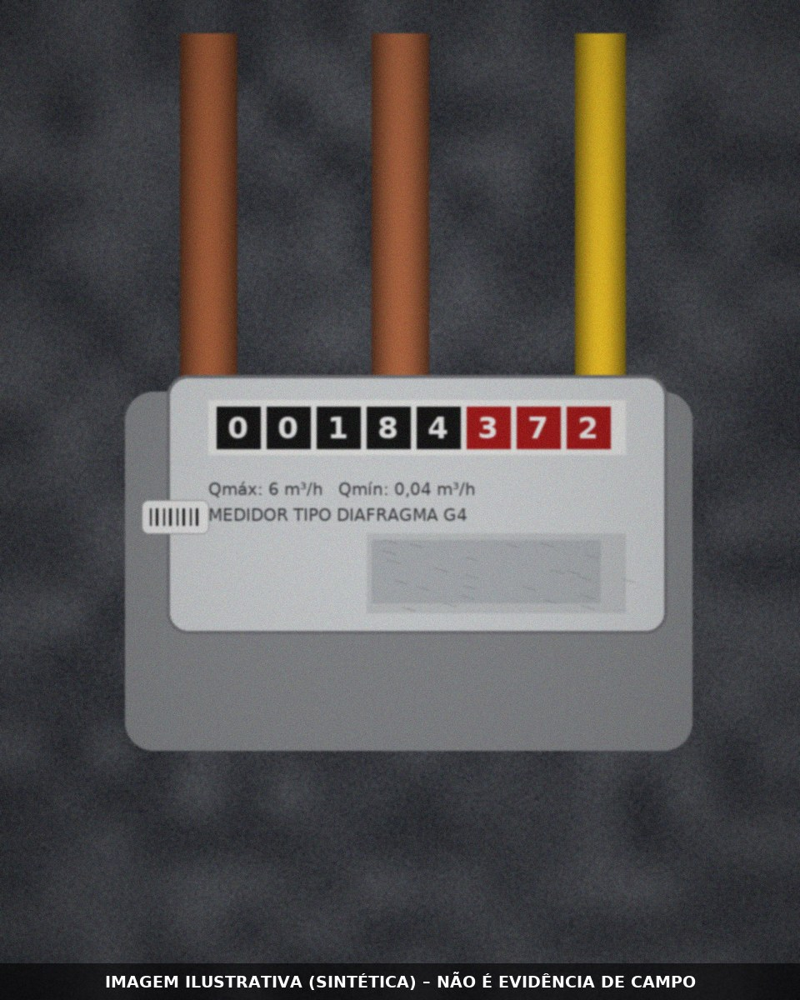 00184372
Qmáx: 6 m³/h Qmín: 0,04 m³/h
MEDIDOR TIPO DIAFRAGMA G4
IMAGEM ILUSTRATIVA (SINTÉTICA) – NÃO É EVIDÊNCIA DE CAMPO